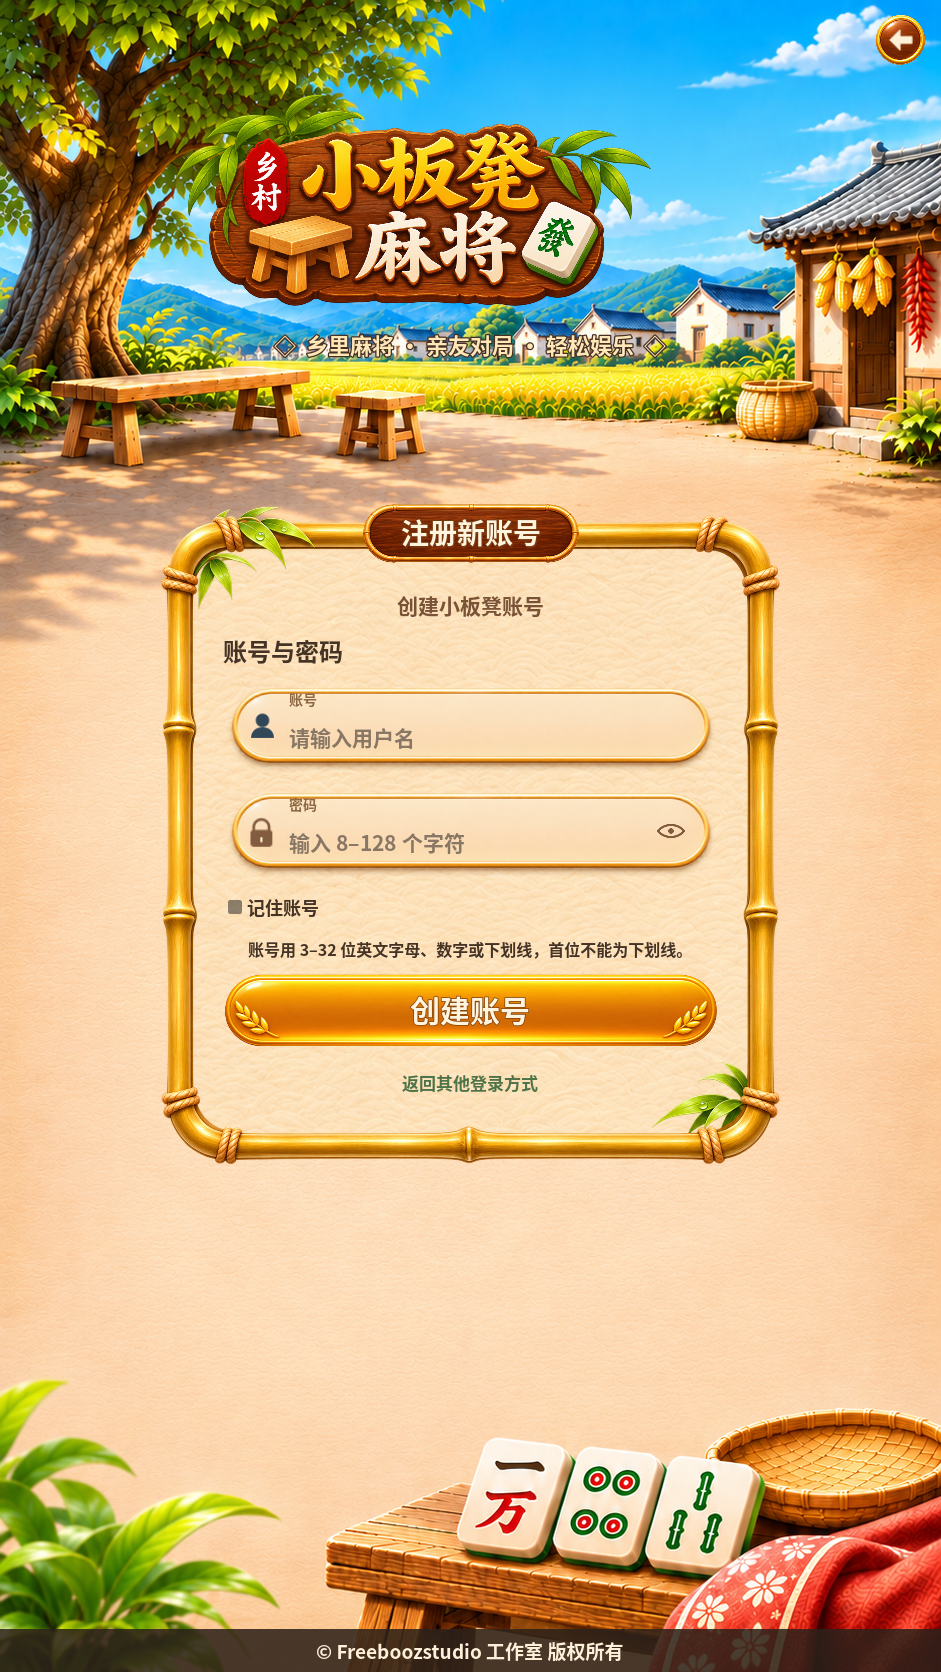 乡村
小板凳
麻将
發
◇ 乡里麻将 · 亲友对局 · 轻松娱乐 ◇
注册新账号
创建小板凳账号
账号与密码
账号
请输入用户名
密码
输入 8–128 个字符
记住账号
账号用 3–32 位英文字母、数字或下划线，首位不能为下划线。
创建账号
返回其他登录方式
一万
© Freeboozstudio 工作室 版权所有